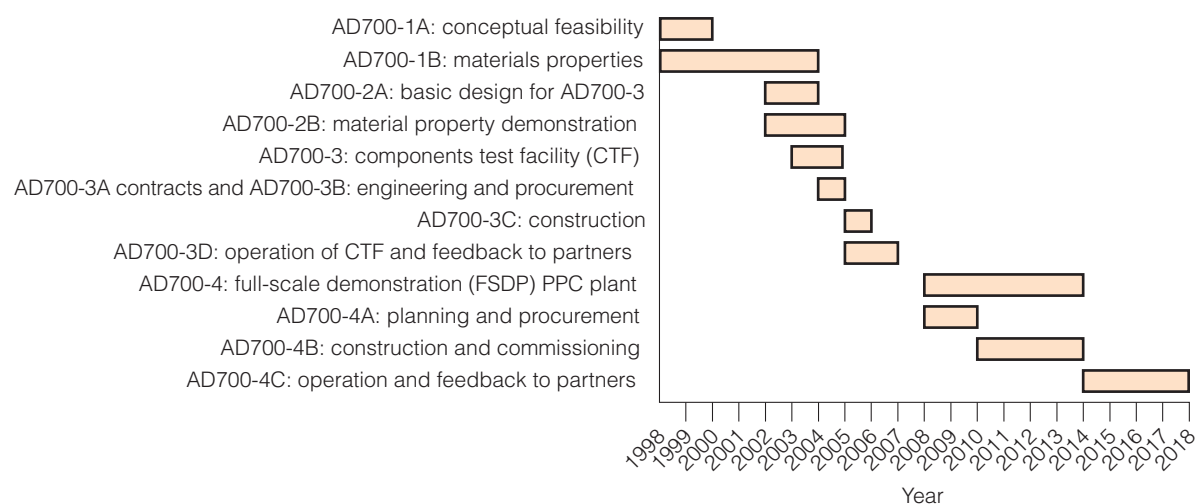 AD700-1A: conceptual feasibility
AD700-1B: materials properties
AD700-2A: basic design for AD700-3
AD700-2B: material property demonstration
AD700-3: components test facility (CTF)
AD700-3A contracts and AD700-3B: engineering and procurement
AD700-3C: construction
AD700-3D: operation of CTF and feedback to partners
AD700-4: full-scale demonstration (FSDP) PPC plant
AD700-4A: planning and procurement
AD700-4B: construction and commissioning
AD700-4C: operation and feedback to partners
1998 1999 2000 2001 2002 2003 2004 2005 2006 2007 2008 2009 2010 2011 2012 2013 2014 2015 2016 2017 2018
Year